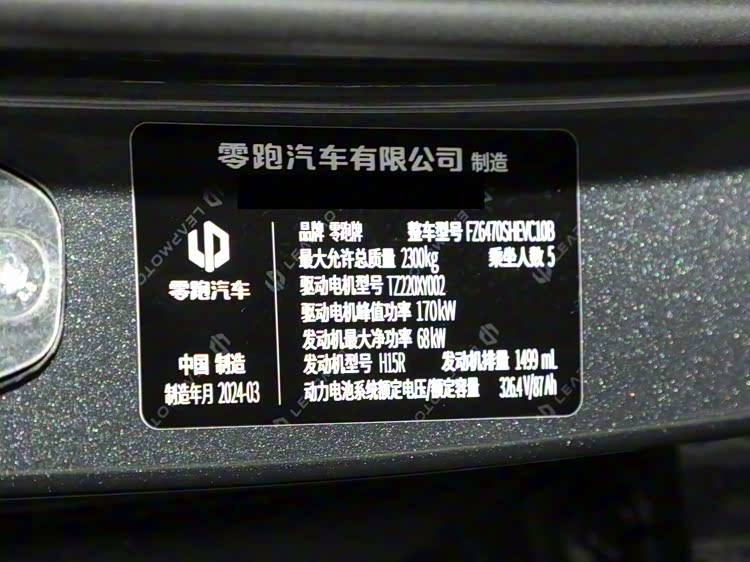 零跑汽车有限公司 制造
品牌 零跑牌 整车型号 FZ6470SHEVC10B
最大允许总质量 2300kg 乘坐人数 5
驱动电机型号 TZ220XY002
驱动电机峰值功率 170kW
发动机最大净功率 68kW
发动机型号 H15R 发动机排量 1499 mL
动力电池系统额定电压/额定容量 326.4V/87Ah
零跑汽车
中国 制造
制造年月 2024-03
LEAPMOTOR